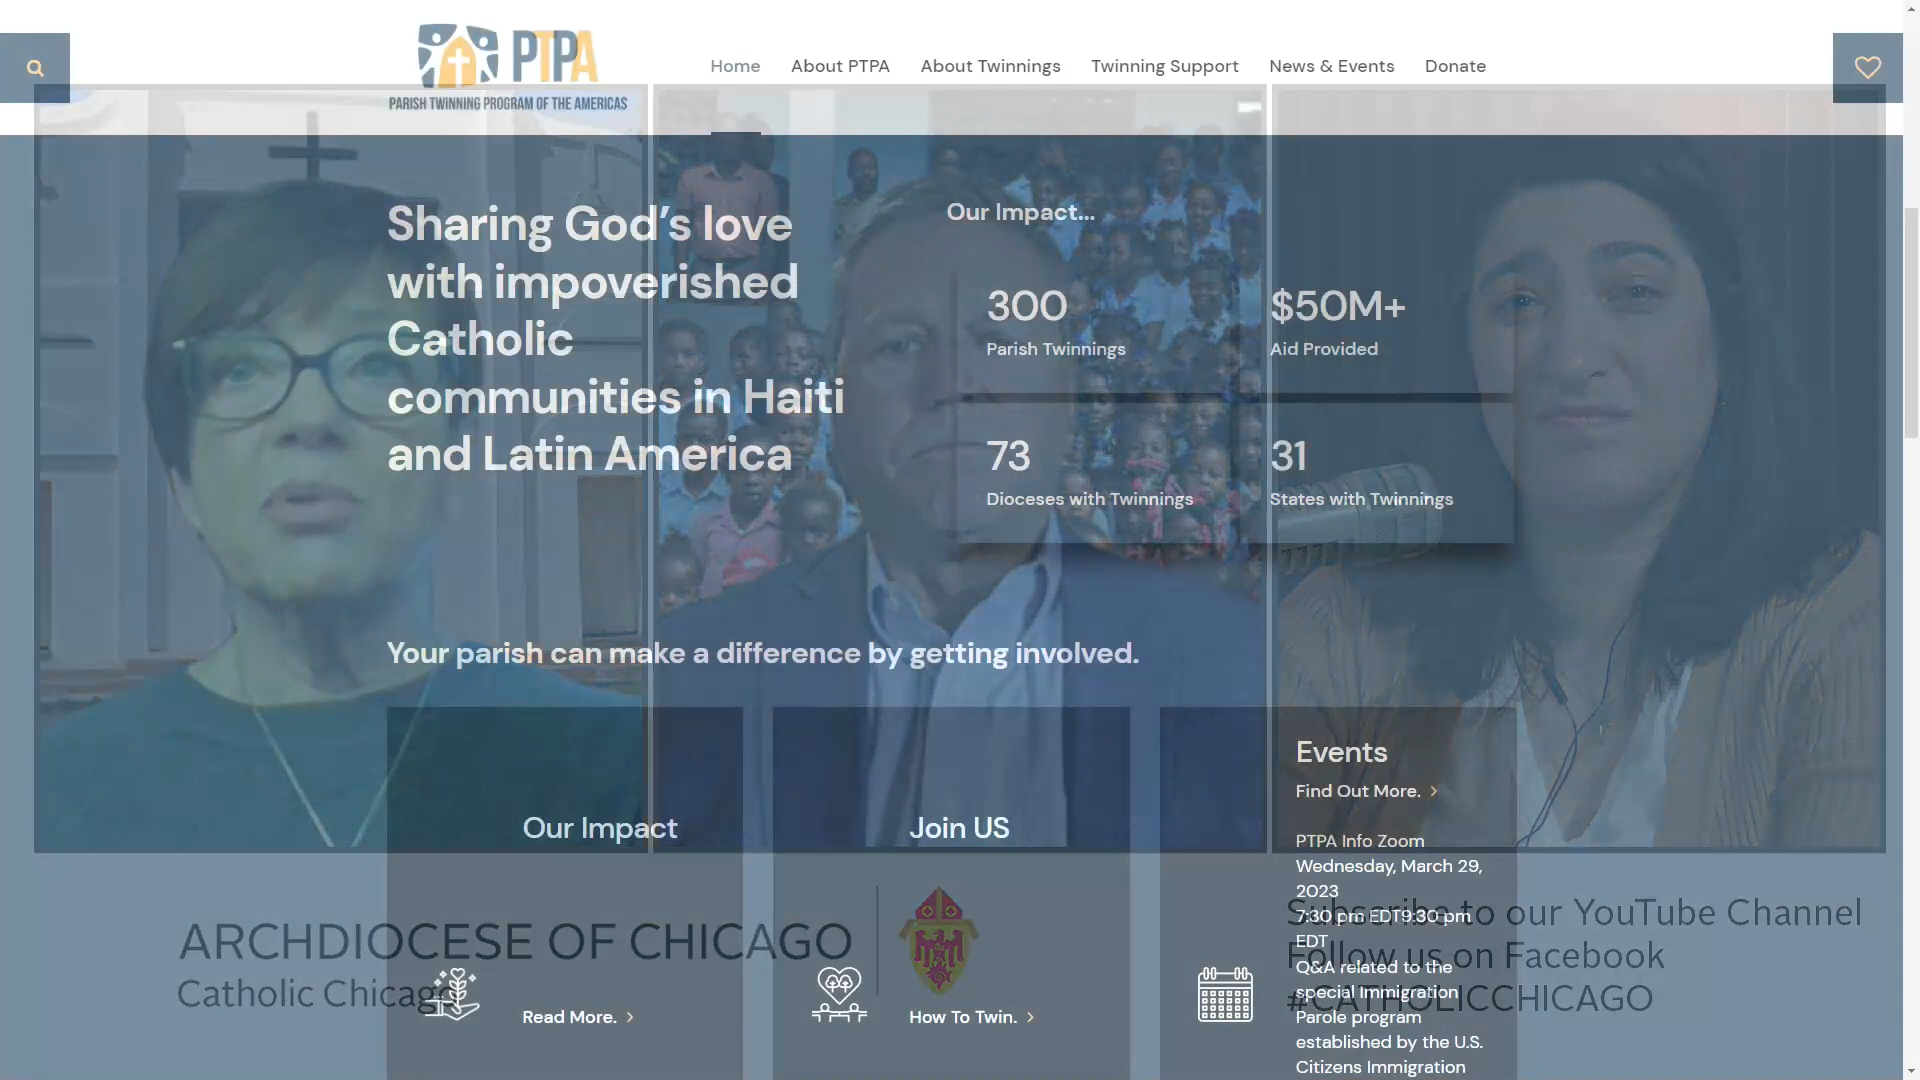 PTPA
PARISH TWINNING PROGRAM OF THE AMERICAS
Home
About PTPA
About Twinnings
Twinning Support
News & Events
Donate
Sharing God’s love
with impoverished
Catholic
communities in Haiti
and Latin America
Our Impact...
300
Parish Twinnings
$50M+
Aid Provided
73
Dioceses with Twinnings
31
States with Twinnings
Your parish can make a difference by getting involved.
Our Impact
Read More.
Join US
How To Twin.
Events
Find Out More.
PTPA Info Zoom
Wednesday, March 29,
2023
7:30 pm EDT9:30 pm
EDT
Q&A related to the
special Immigration
Parole program
established by the U.S.
Citizens Immigration
ARCHDIOCESE OF CHICAGO
Catholic Chicago
Subscribe to our YouTube Channel
Follow us on Facebook
#CATHOLICCHICAGO